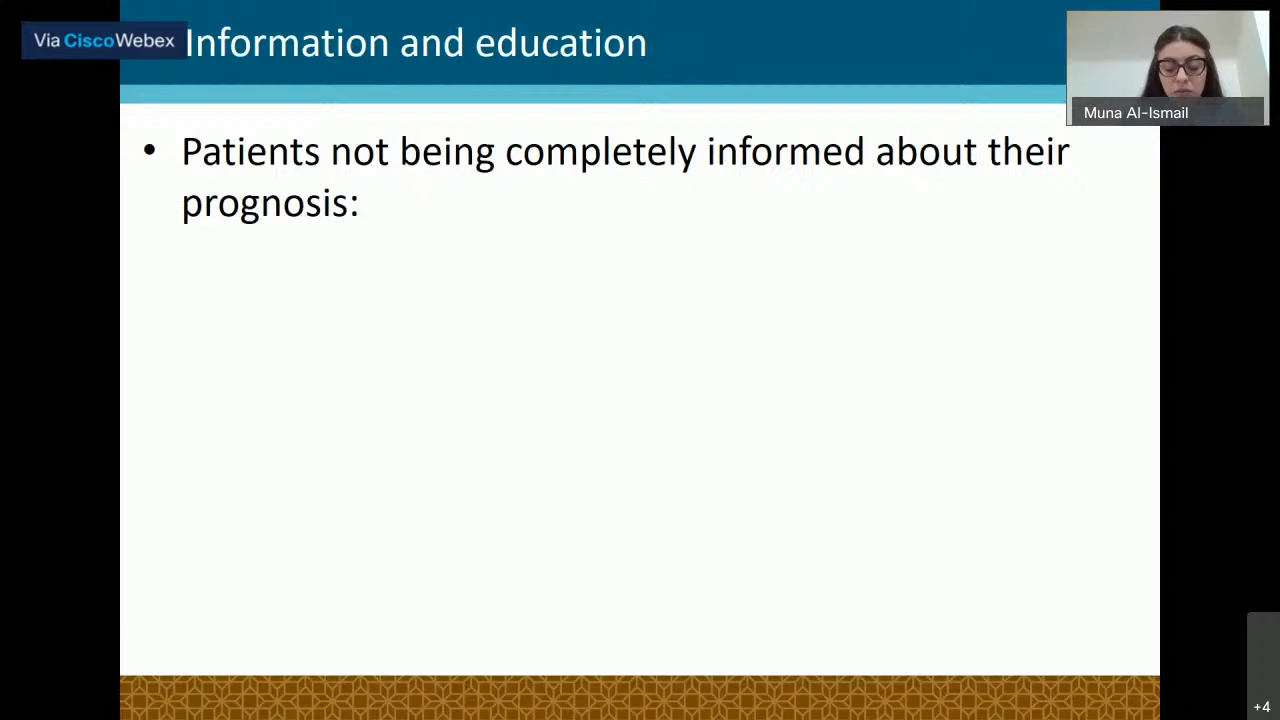 Via CiscoWebex
Information and education
Muna Al-Ismail
• Patients not being completely informed about their
prognosis:
+4